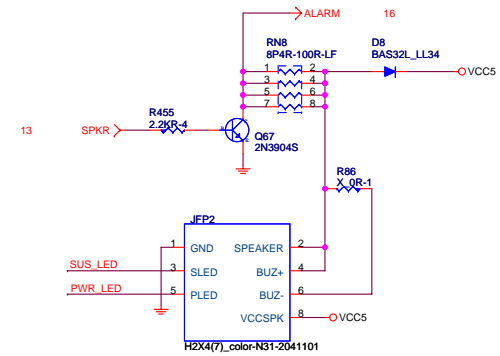 ALARM 16
RN8 D8
8P4R-100R-LF BAS32L_LL34
1 2
VCC5
3 4
5 6
7 8
R455
2.2KR-4
13 SPKR
Q67
2N3904S
R86
X_0R-1
JFP2
1 GND SPEAKER 2
SUS_LED 3 SLED BUZ+ 4
PWR_LED 5 PLED BUZ- 6
VCCSPK 8 VCC5
H2X4(7)_color-N31-2041101